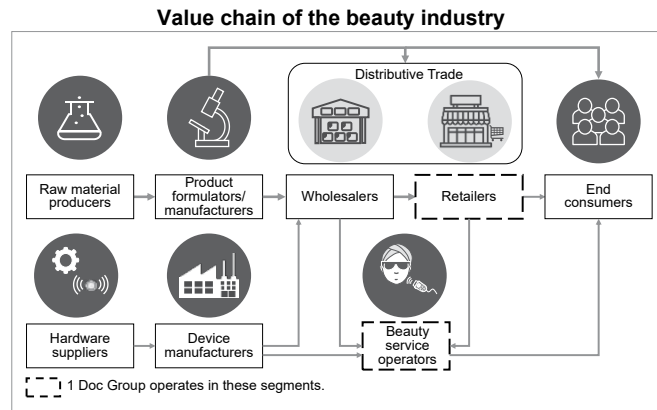 Value chain of the beauty industry
Distributive Trade
Raw material
producers
Product
formulators/
manufacturers
Wholesalers
Retailers
End
consumers
Hardware
suppliers
Device
manufacturers
Beauty
service
operators
1 Doc Group operates in these segments.